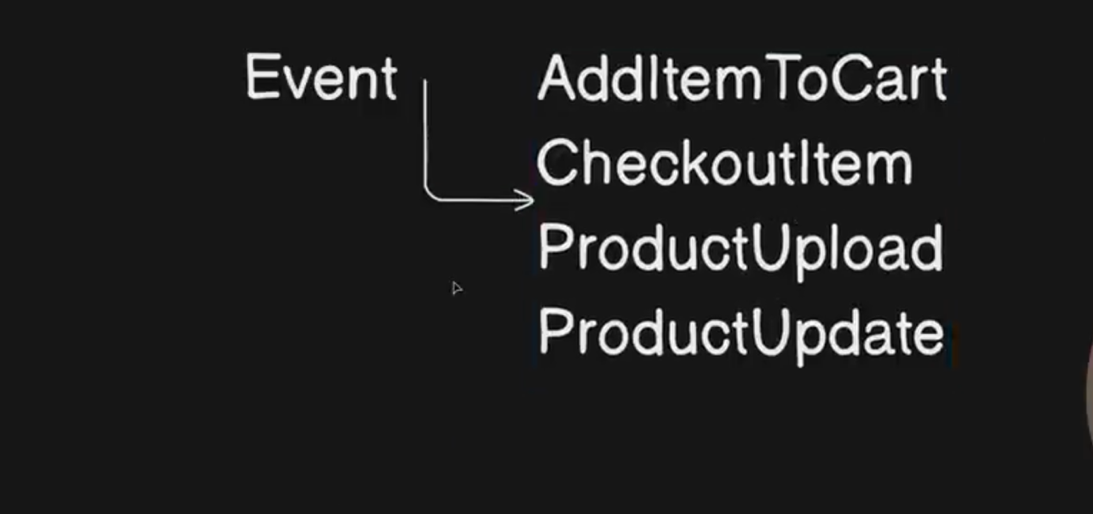 Event
AddItemToCart
CheckoutItem
ProductUpload
ProductUpdate